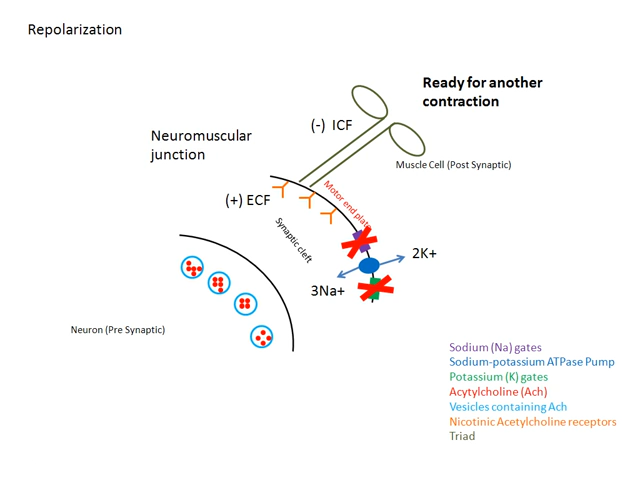 Repolarization
Ready for another
contraction
(-) ICF
Neuromuscular
junction
Muscle Cell (Post Synaptic)
Motor end plate
(+) ECF
Synaptic cleft
2K+
3Na+
Neuron (Pre Synaptic)
Sodium (Na) gates
Sodium-potassium ATPase Pump
Potassium (K) gates
Acytylcholine (Ach)
Vesicles containing Ach
Nicotinic Acetylcholine receptors
Triad